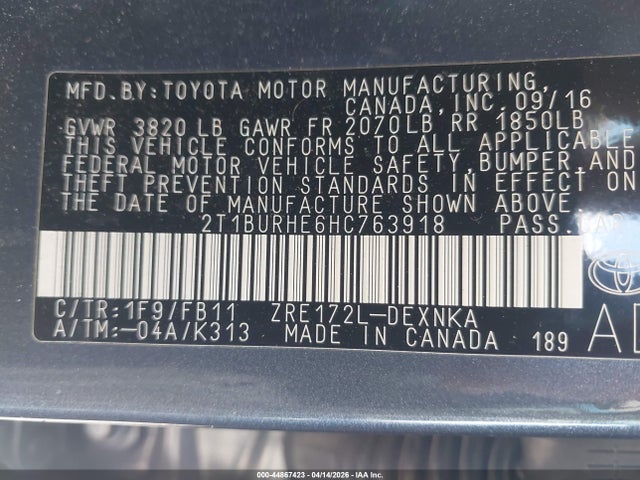 MFD. BY: TOYOTA MOTOR MANUFACTURING,
CANADA, INC. 09/16
GVWR 3820 LB GAWR FR 2070LB RR 1850LB
THIS VEHICLE CONFORMS TO ALL APPLICABLE
FEDERAL MOTOR VEHICLE SAFETY, BUMPER AND
THEFT PREVENTION STANDARDS IN EFFECT ON
THE DATE OF MANUFACTURE
2T1BURHE6HC763918 PASS.
C/TR: 1F9/FB11 ZRE172L-DEXNKA
A/TM: -04A/K313 MADE IN CANADA 189
000-44867423 - 04/14/2026 - IAA Inc.